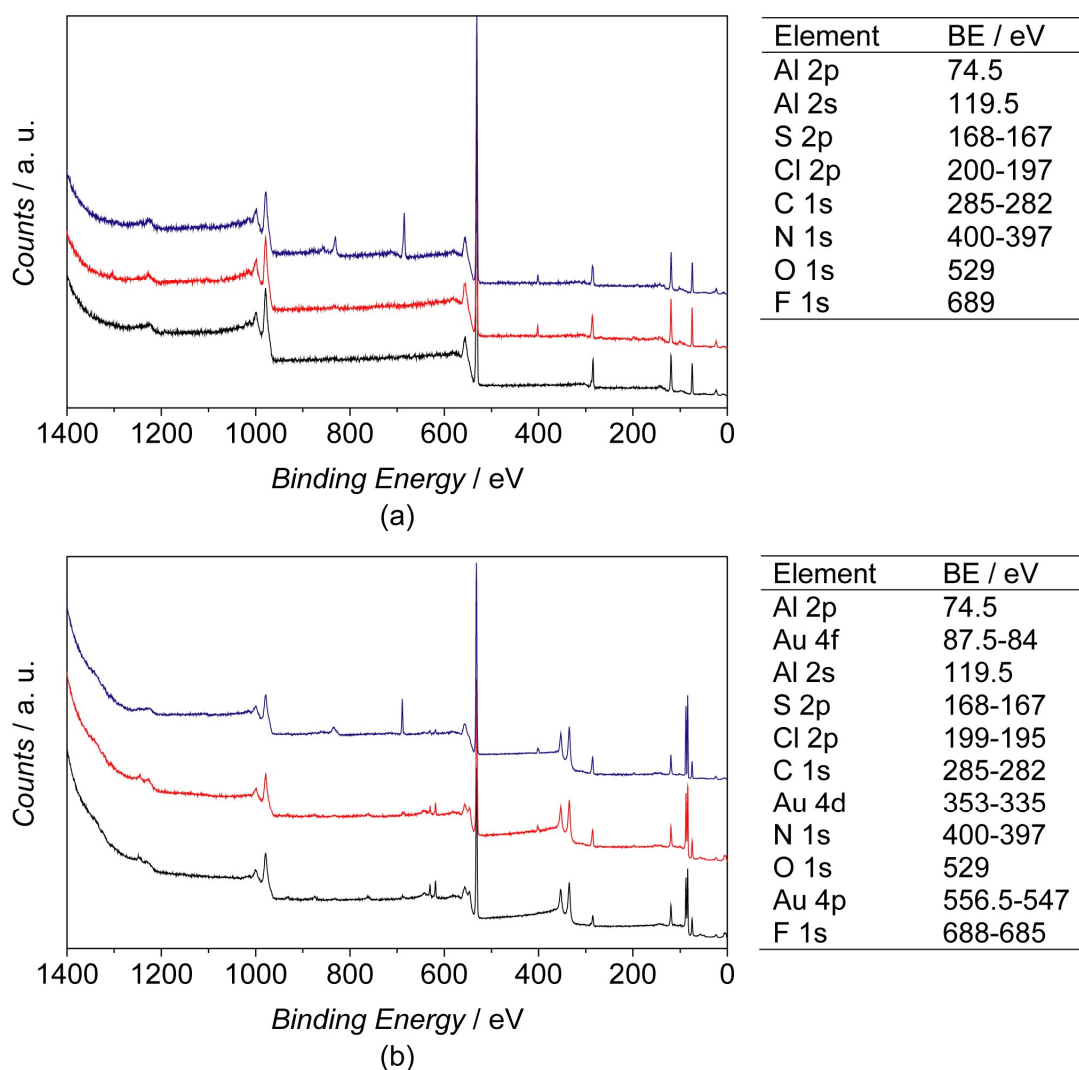 Counts / a. u.
1400 1200 1000 800 600 400 200 0
Binding Energy / eV
(a)
Element BE / eV
Al 2p 74.5
Al 2s 119.5
S 2p 168-167
Cl 2p 200-197
C 1s 285-282
N 1s 400-397
O 1s 529
F 1s 689
Counts / a. u.
1400 1200 1000 800 600 400 200 0
Binding Energy / eV
(b)
Element BE / eV
Al 2p 74.5
Au 4f 87.5-84
Al 2s 119.5
S 2p 168-167
Cl 2p 199-195
C 1s 285-282
Au 4d 353-335
N 1s 400-397
O 1s 529
Au 4p 556.5-547
F 1s 688-685